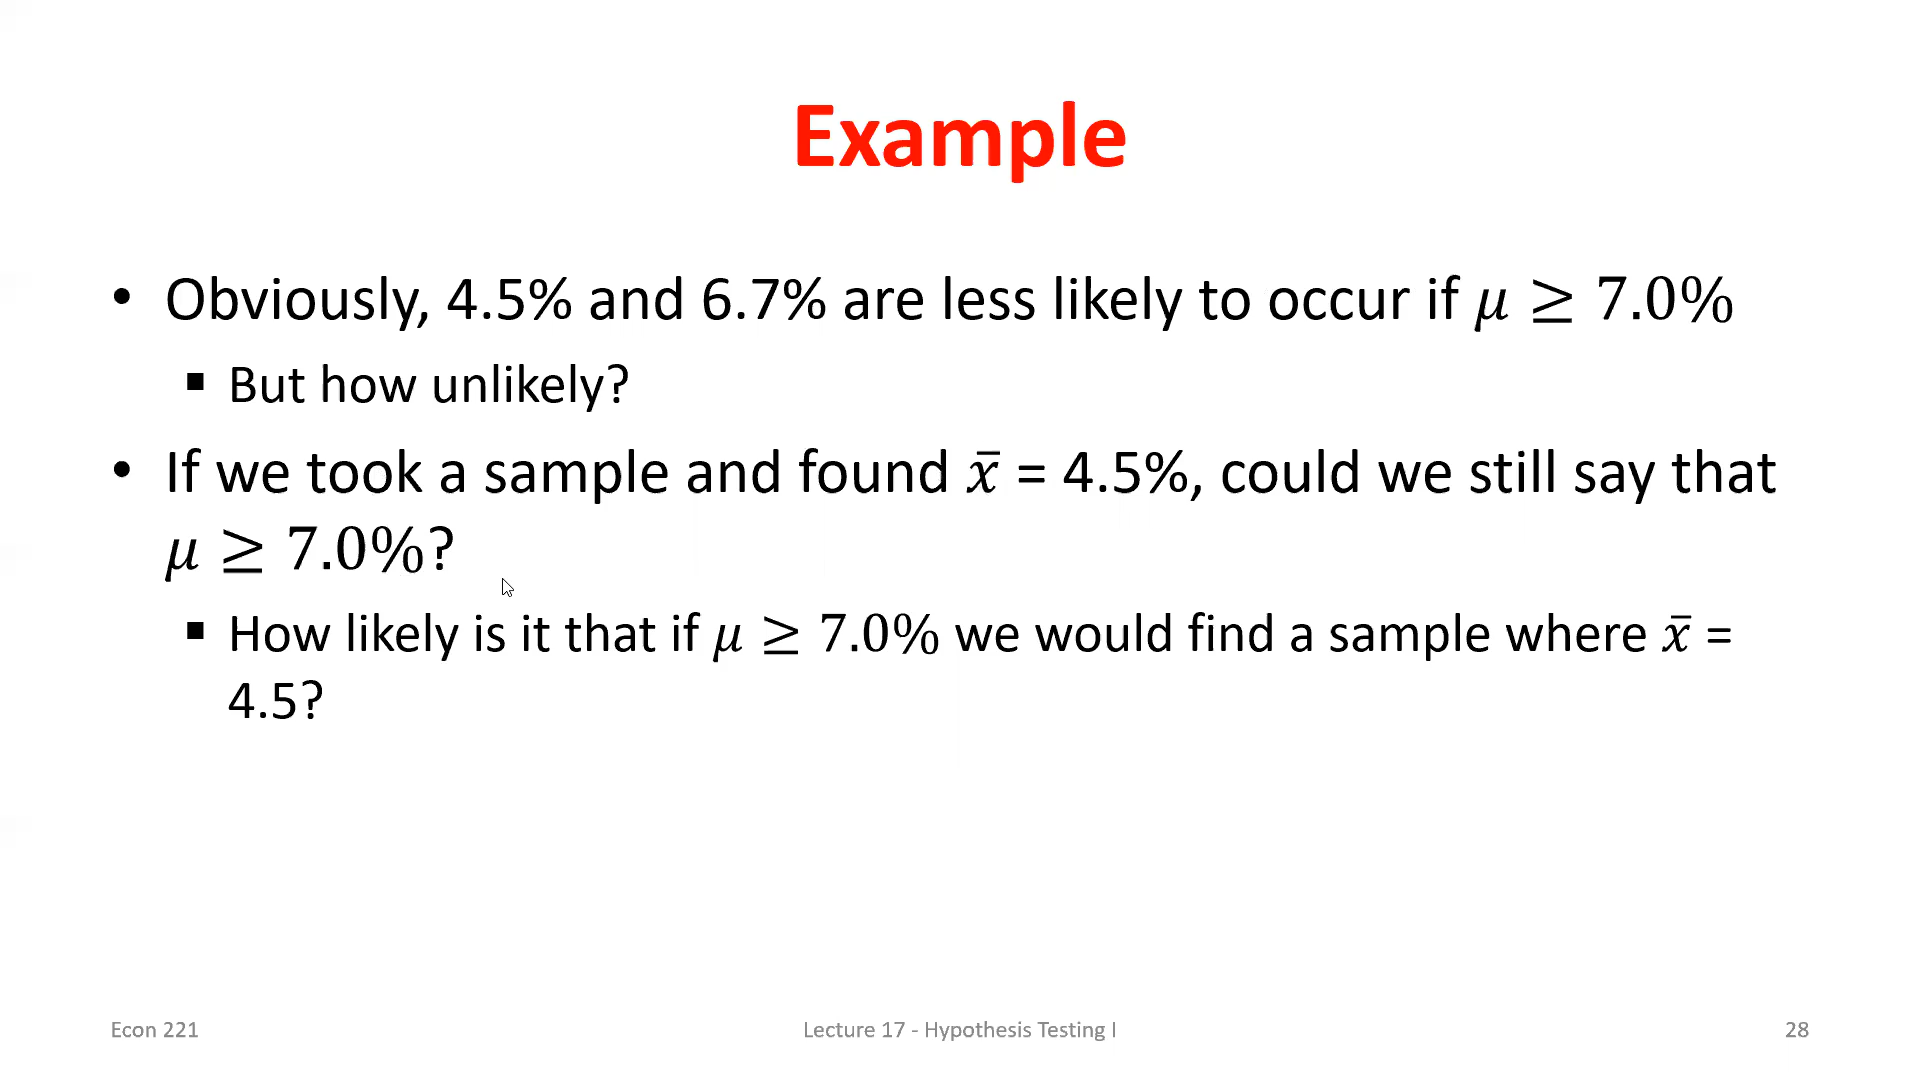 Example
• Obviously, 4.5% and 6.7% are less likely to occur if 𝜇 ≥ 7.0%
▪ But how unlikely?
• If we took a sample and found x̄ = 4.5%, could we still say that
𝜇 ≥ 7.0%?
▪ How likely is it that if 𝜇 ≥ 7.0% we would find a sample where x̄ =
4.5?
Econ 221
Lecture 17 - Hypothesis Testing I
28